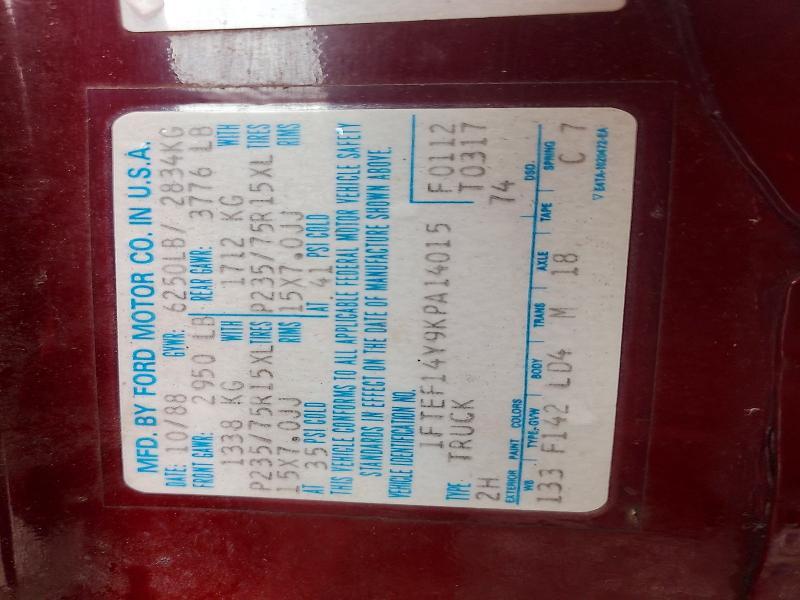 MFD. BY FORD MOTOR CO. IN U.S.A.
DATE: 10/88 GVWR: 6250LB/ 2834KG
FRONT GAWR: 2950 LB REAR GAWR: 3776 LB
1338 KG WITH 1712 KG WITH
P235/75R15XL TIRES P235/75R15XL TIRES
15X7.0JJ RIMS 15X7.0JJ RIMS
AT 35 PSI COLD AT 41 PSI COLD
THIS VEHICLE CONFORMS TO ALL APPLICABLE FEDERAL MOTOR VEHICLE SAFETY
STANDARDS IN EFFECT ON THE DATE OF MANUFACTURE SHOWN ABOVE.
VEHICLE IDENTIFICATION NO.
1FTEF14Y9KPA14015 F0112
TYPE: TRUCK T0317
2H 74
EXTERIOR PAINT COLORS DSO.
WB TYPE-GVW BODY TRANS AXLE TAPE SPRING
133 F142 LD4 M 18 C 7